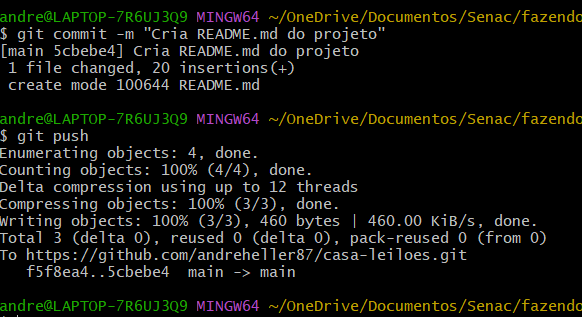 andre@LAPTOP-7R6UJ3Q9 MINGW64 ~/OneDrive/Documentos/Senac/fazendo
$ git commit -m "Cria README.md do projeto"
[main 5cbebe4] Cria README.md do projeto
 1 file changed, 20 insertions(+)
 create mode 100644 README.md
andre@LAPTOP-7R6UJ3Q9 MINGW64 ~/OneDrive/Documentos/Senac/fazendo
$ git push
Enumerating objects: 4, done.
Counting objects: 100% (4/4), done.
Delta compression using up to 12 threads
Compressing objects: 100% (3/3), done.
Writing objects: 100% (3/3), 460 bytes | 460.00 KiB/s, done.
Total 3 (delta 0), reused 0 (delta 0), pack-reused 0 (from 0)
To https://github.com/andreheller87/casa-leiloes.git
   f5f8ea4..5cbebe4  main -> main
andre@LAPTOP-7R6UJ3Q9 MINGW64 ~/OneDrive/Documentos/Senac/fazendo